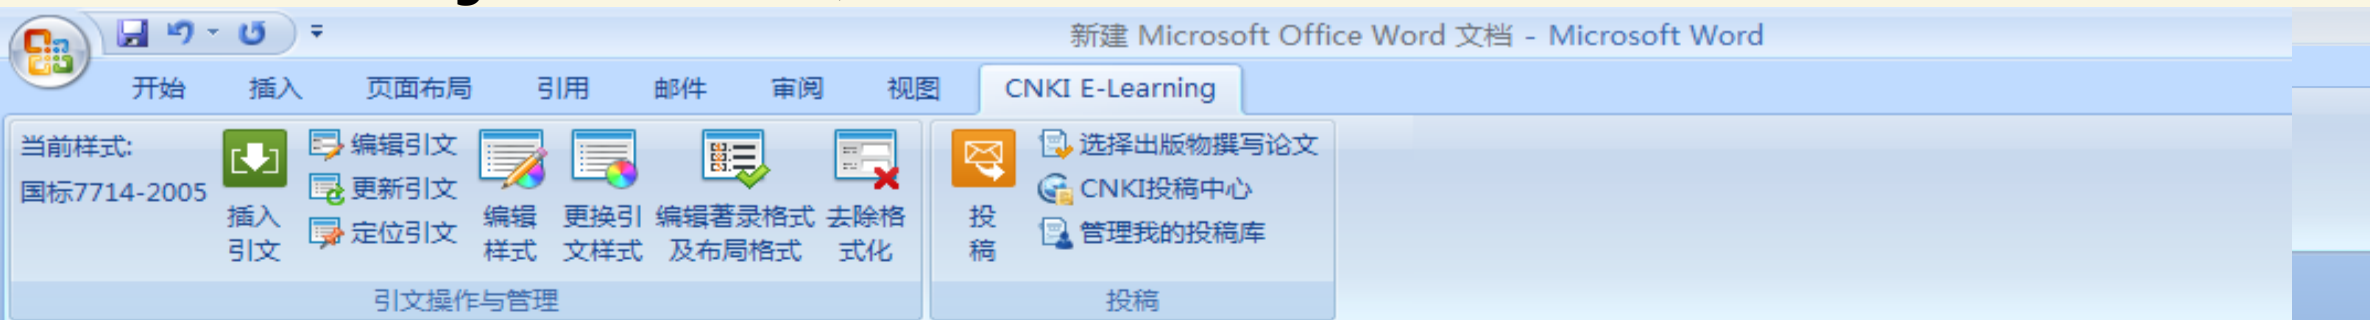 新建 Microsoft Office Word 文档 - Microsoft Word
开始 插入 页面布局 引用 邮件 审阅 视图 CNKI E-Learning
当前样式:
国标7714-2005
插入
引文
编辑引文
更新引文
定位引文
编辑
样式
更换引
文样式
编辑著录格式
及布局格式
去除格
式化
引文操作与管理
投
稿
选择出版物撰写论文
CNKI投稿中心
管理我的投稿库
投稿